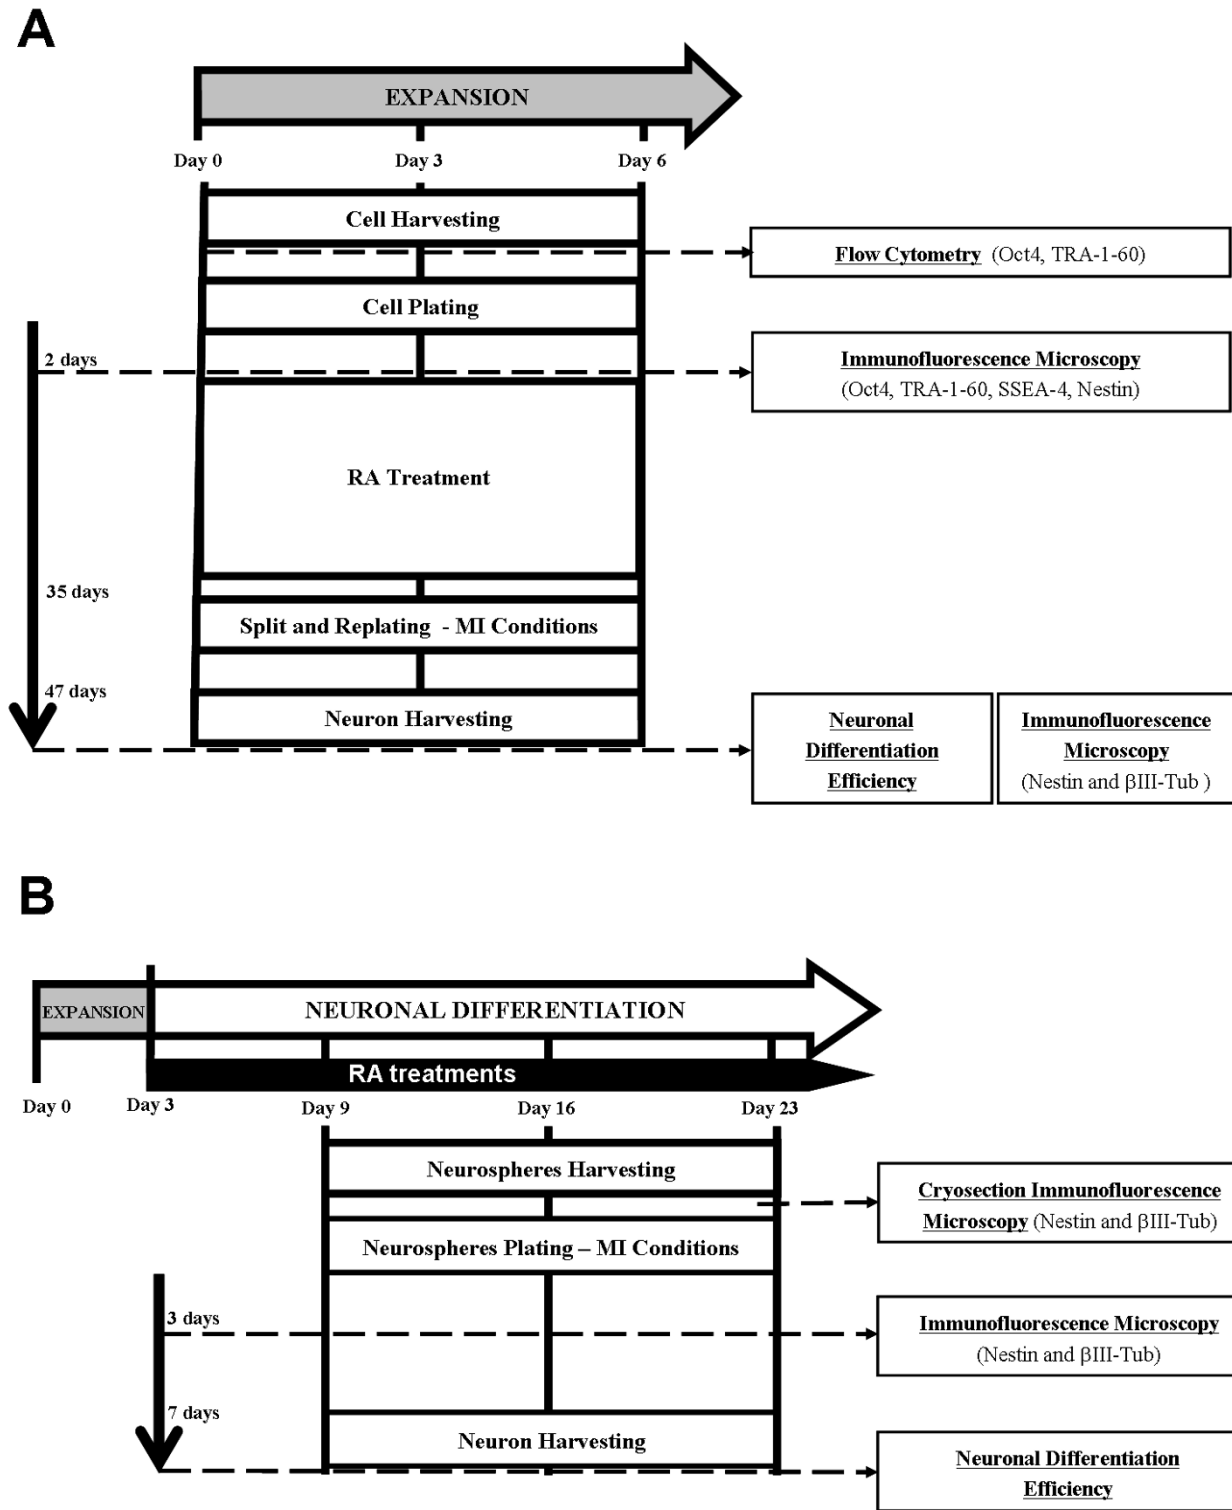 A
EXPANSION
Day 0
Day 3
Day 6
Cell Harvesting
Flow Cytometry (Oct4, TRA-1-60)
Cell Plating
2 days
Immunofluorescence Microscopy
(Oct4, TRA-1-60, SSEA-4, Nestin)
RA Treatment
35 days
Split and Replating - MI Conditions
47 days
Neuron Harvesting
Neuronal
Differentiation
Efficiency
Immunofluorescence
Microscopy
(Nestin and βIII-Tub )
B
EXPANSION
NEURONAL DIFFERENTIATION
RA treatments
Day 0
Day 3
Day 9
Day 16
Day 23
Neurospheres Harvesting
Cryosection Immunofluorescence
Microscopy (Nestin and βIII-Tub)
Neurospheres Plating – MI Conditions
3 days
Immunofluorescence Microscopy
(Nestin and βIII-Tub)
7 days
Neuron Harvesting
Neuronal Differentiation
Efficiency